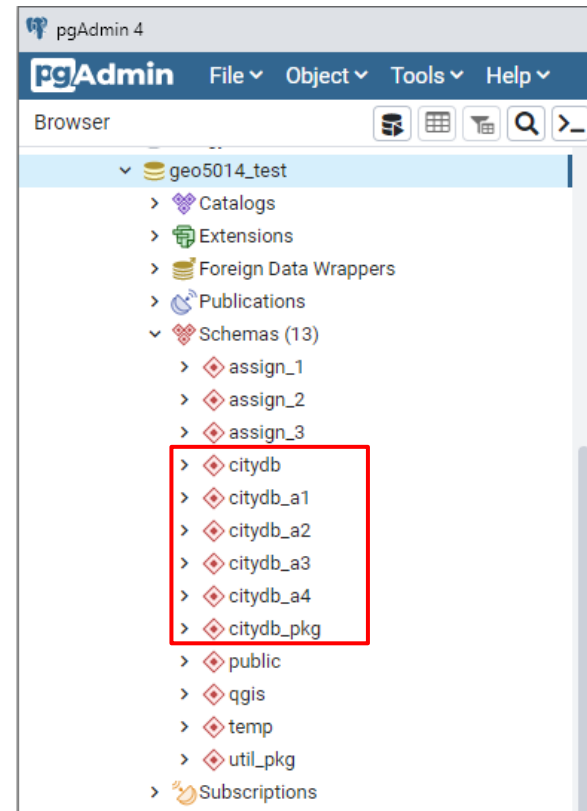 pgAdmin 4
pgAdmin File Object Tools Help
Browser
geo5014_test
Catalogs
Extensions
Foreign Data Wrappers
Publications
Schemas (13)
assign_1
assign_2
assign_3
citydb
citydb_a1
citydb_a2
citydb_a3
citydb_a4
citydb_pkg
public
qgis
temp
util_pkg
Subscriptions